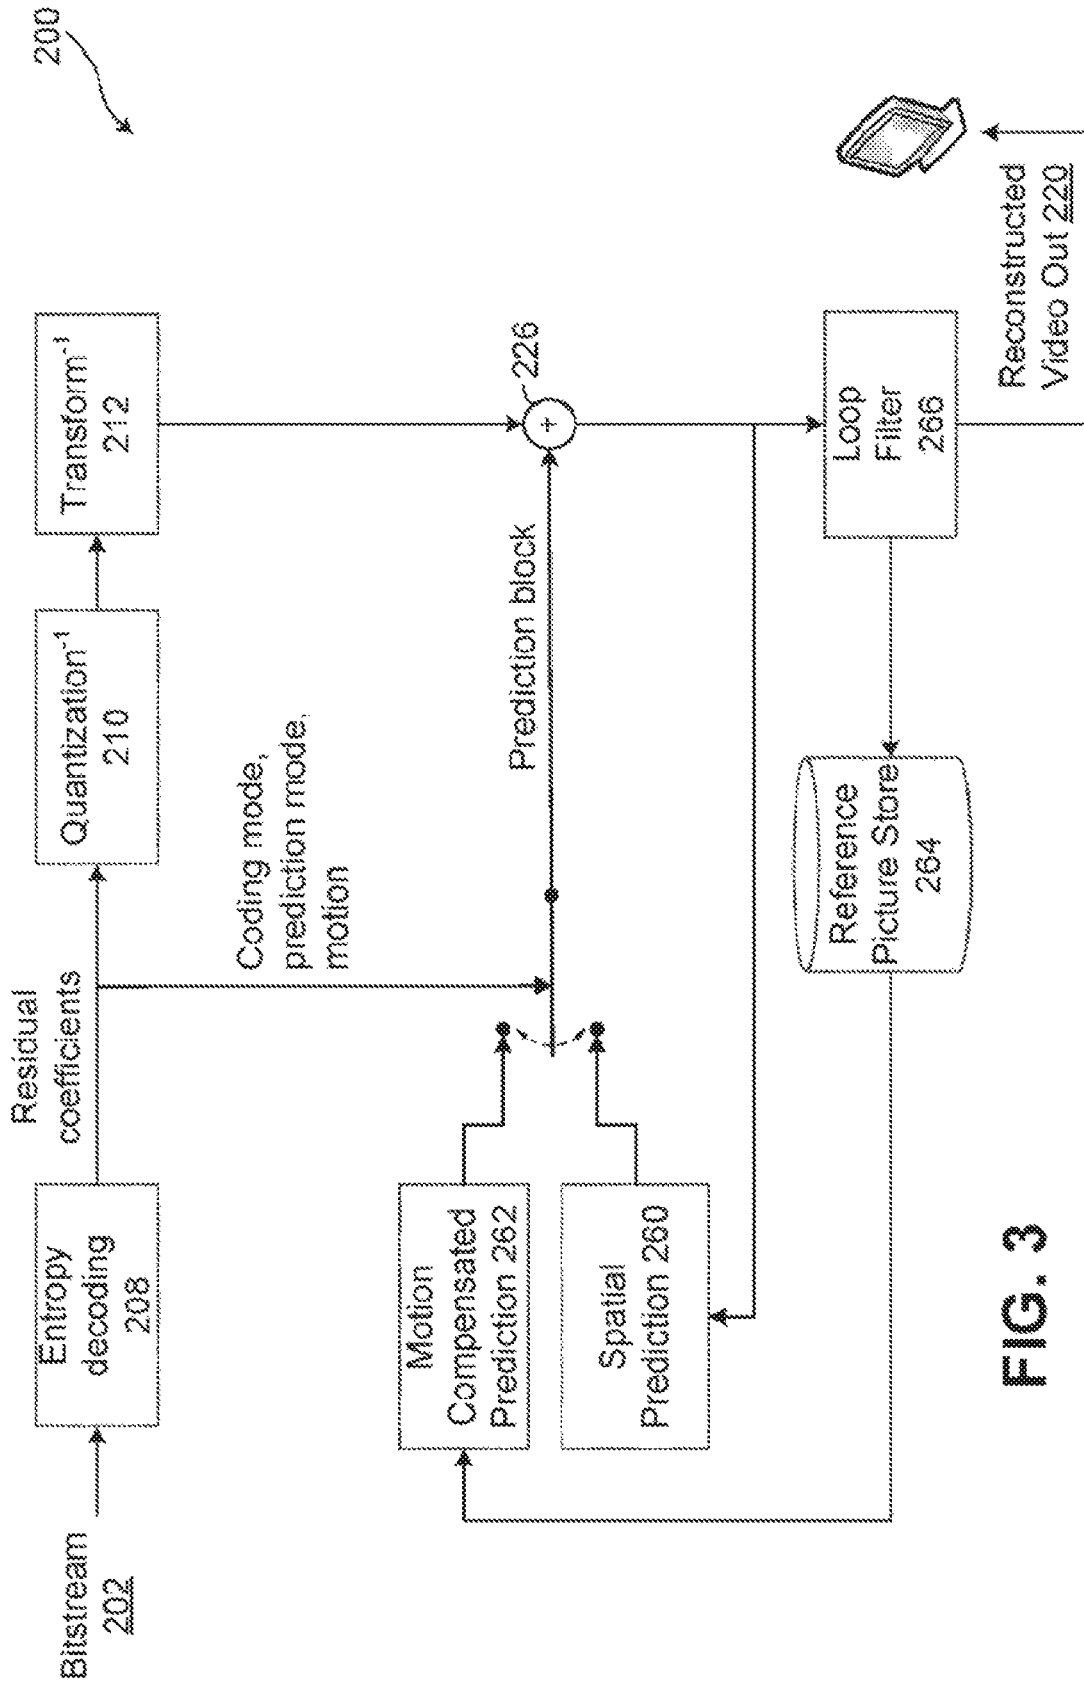 200
Bitstream
202
Entropy
decoding
208
Residual
coefficients
Quantization⁻¹
210
Transform⁻¹
212
Coding mode,
prediction mode,
motion
Motion
Compensated
Prediction 262
Spatial
Prediction 260
Prediction block
+
226
Reference
Picture Store
264
Loop
Filter
266
Reconstructed
Video Out 220
FIG. 3